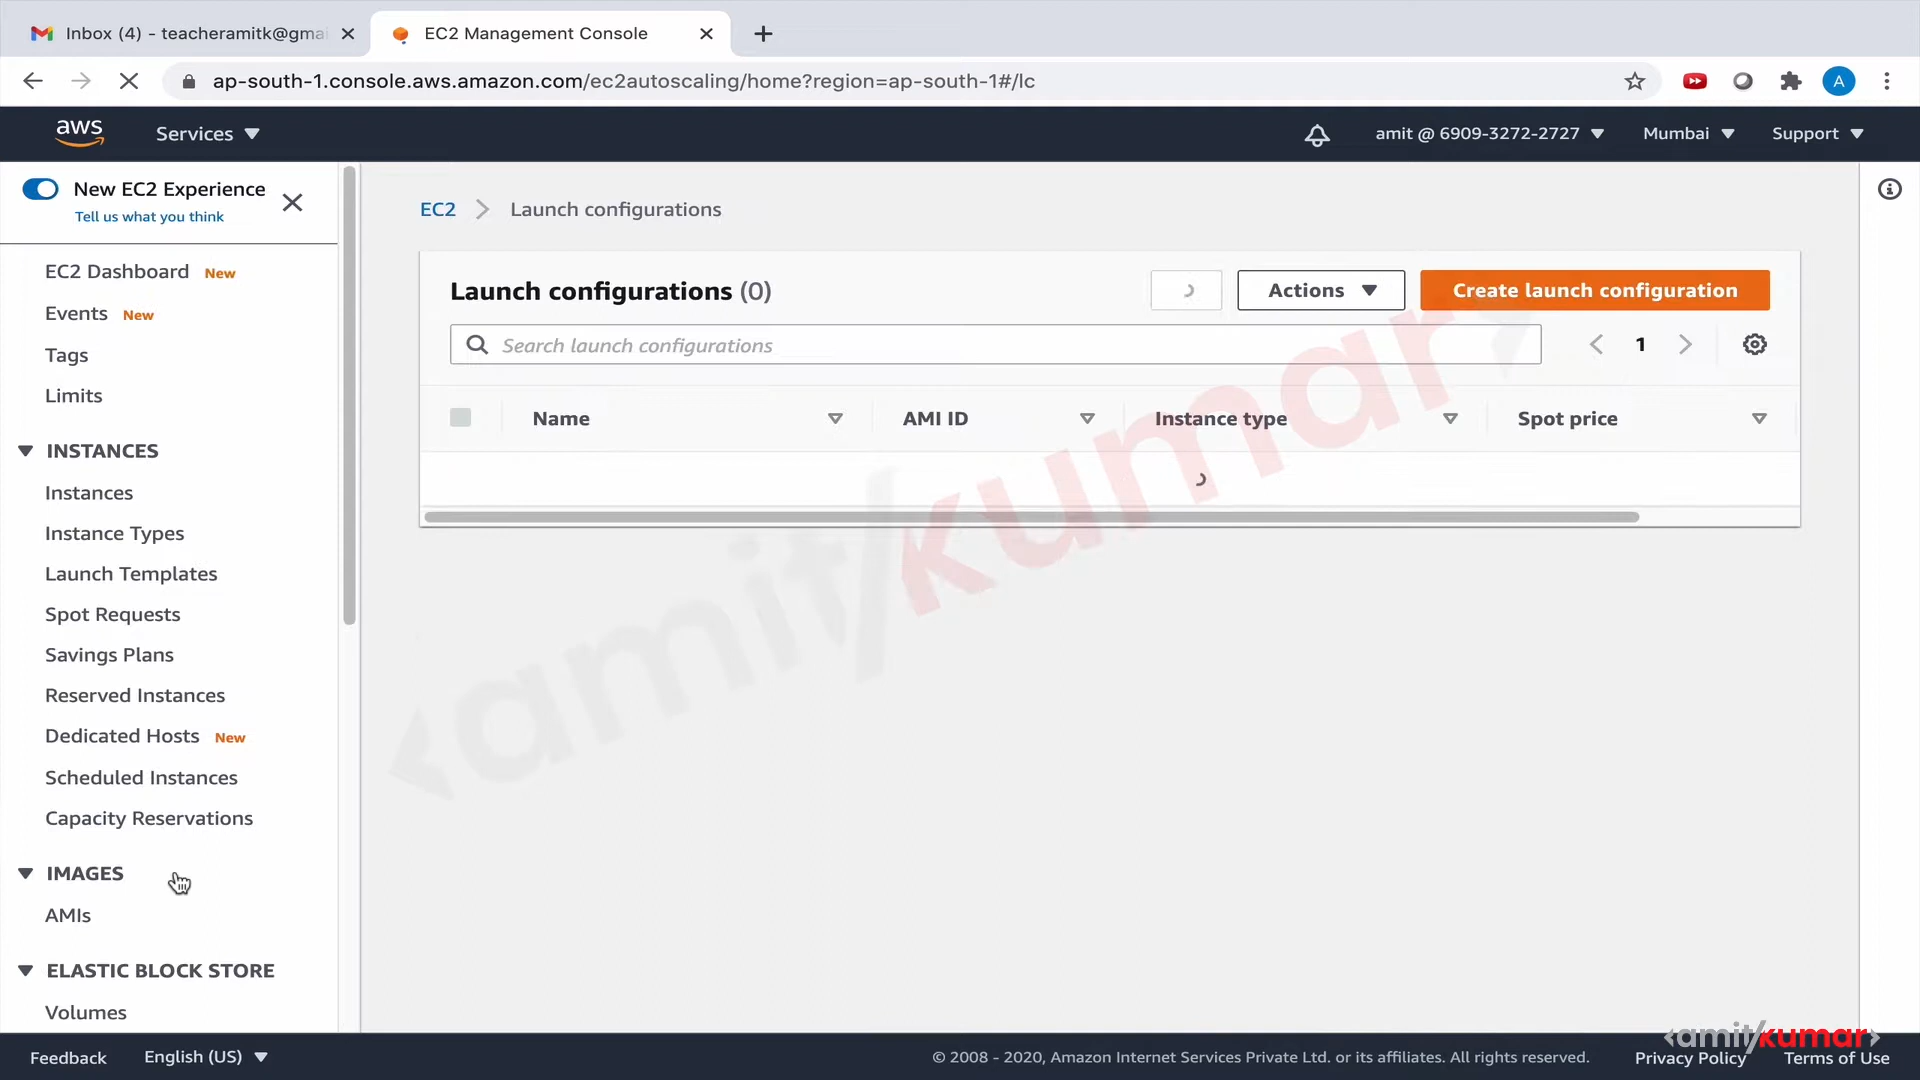 Inbox (4) - teacheramitk@gmai
EC2 Management Console
ap-south-1.console.aws.amazon.com/ec2autoscaling/home?region=ap-south-1#/lc
A
aws
Services
amit @ 6909-3272-2727
Mumbai
Support
New EC2 Experience
Tell us what you think
EC2 Dashboard New
Events New
Tags
Limits
INSTANCES
Instances
Instance Types
Launch Templates
Spot Requests
Savings Plans
Reserved Instances
Dedicated Hosts New
Scheduled Instances
Capacity Reservations
IMAGES
AMIs
ELASTIC BLOCK STORE
Volumes
EC2 > Launch configurations
Launch configurations (0)
Actions
Create launch configuration
Search launch configurations
1
Name
AMI ID
Instance type
Spot price
<amit/kumar>
Feedback
English (US)
© 2008 - 2020, Amazon Internet Services Private Ltd. or its affiliates. All rights reserved.
Privacy Policy
Terms of Use
<amit/kumar>